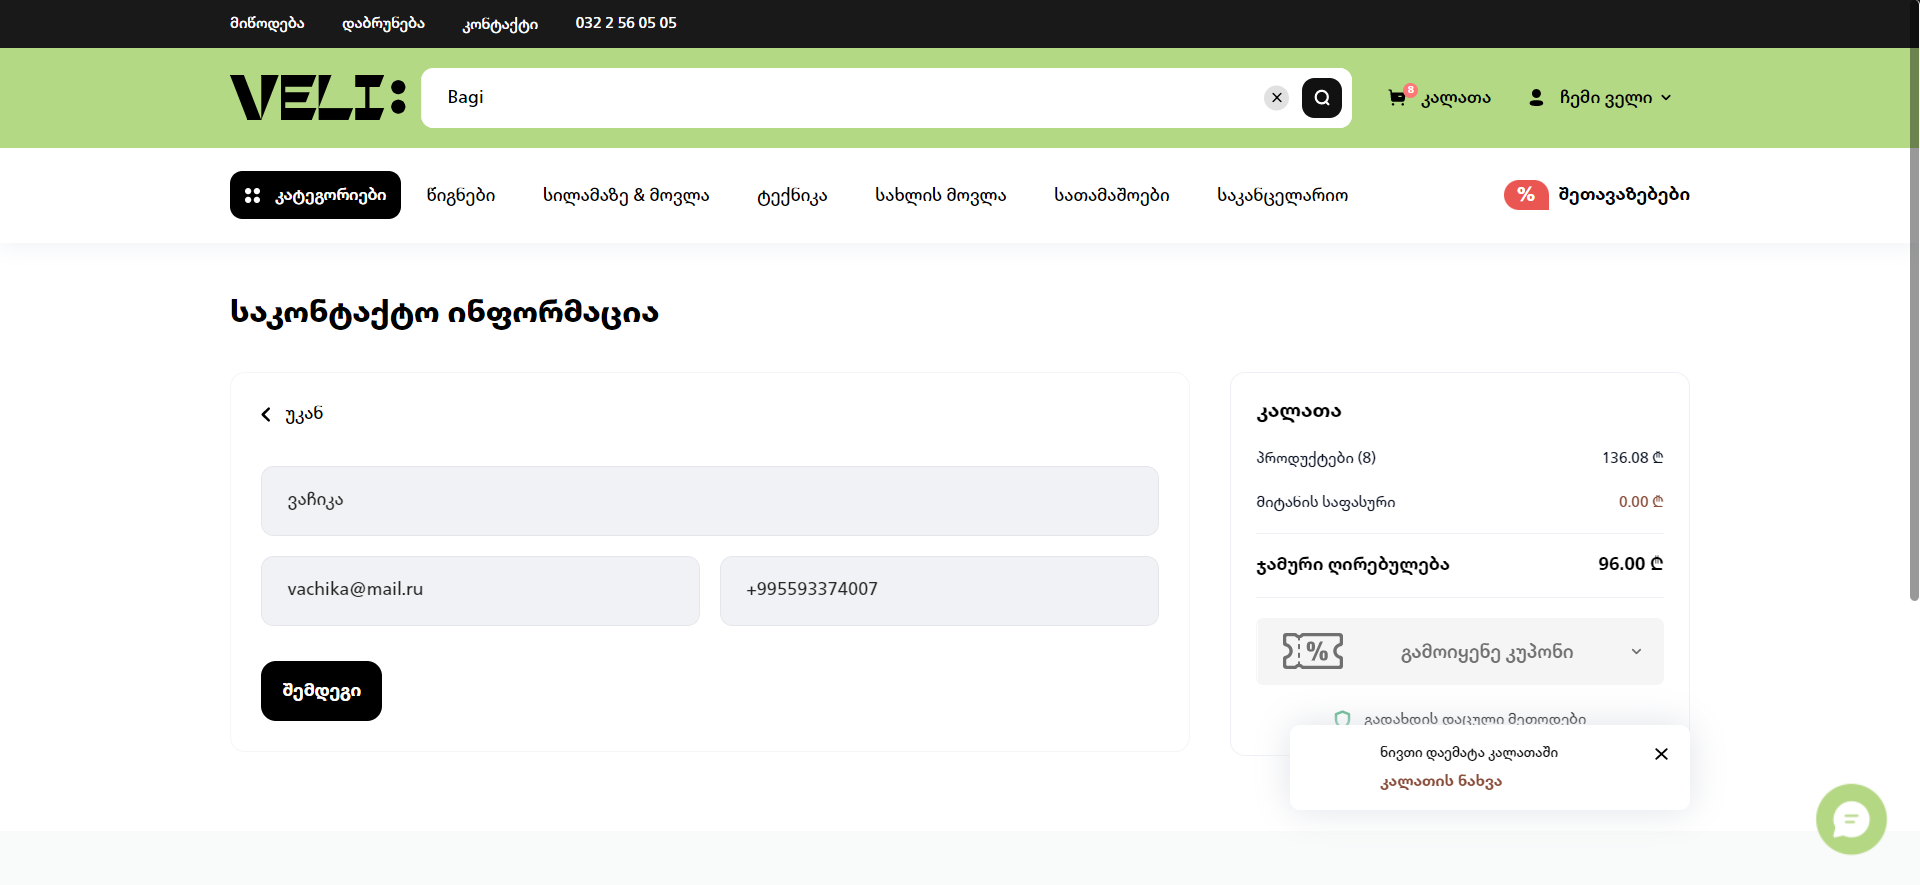 მიწოდება დაბრუნება კონტაქტი 032 2 56 05 05
VELI: Bagi 8 კალათა ჩემი ველი
კატეგორიები წიგნები სილამაზე & მოვლა ტექნიკა სახლის მოვლა სათამაშოები საკანცელარიო % შეთავაზებები
საკონტაქტო ინფორმაცია
უკან
ვაჩიკა
vachika@mail.ru +995593374007
შემდეგი
კალათა
პროდუქტები (8) 136.08 ₾
მიტანის საფასური 0.00 ₾
ჯამური ღირებულება 96.00 ₾
% გამოიყენე კუპონი
გადახდის დაცული მეთოდები
ნივთი დაემატა კალათაში
კალათის ნახვა